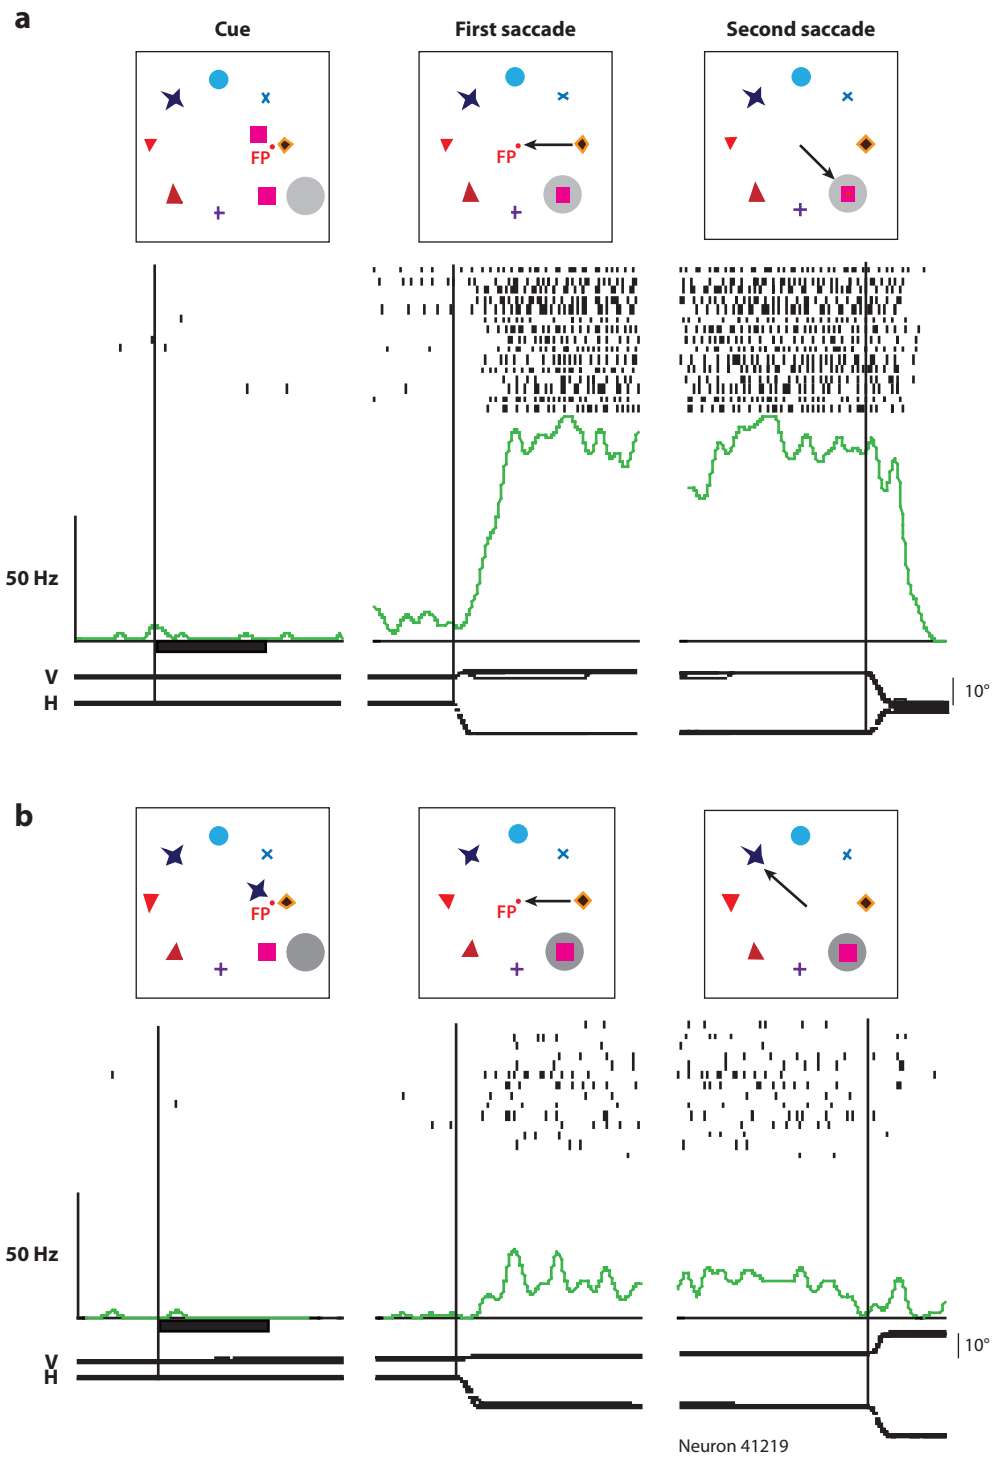 a
Cue
First saccade
Second saccade
FP
FP
50 Hz
V
H
10°
b
FP
FP
50 Hz
V
H
10°
Neuron 41219